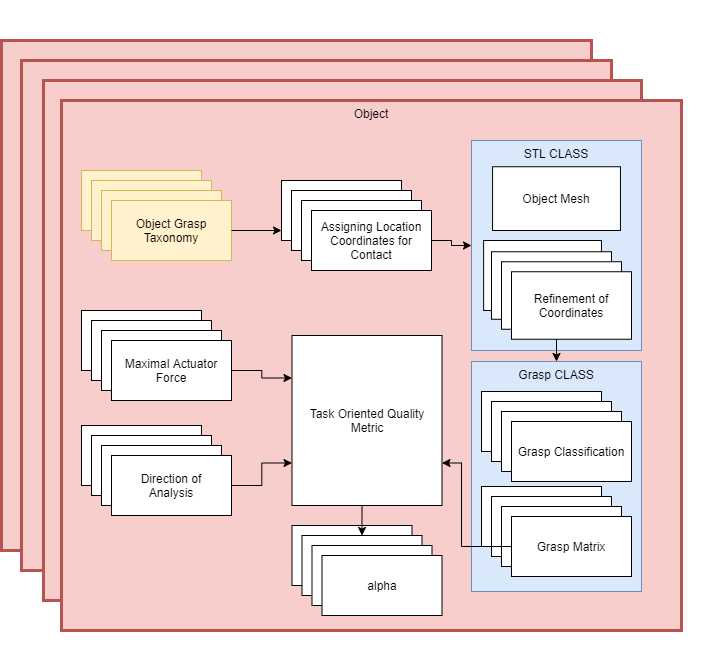 Object
STL CLASS
Object Mesh
Object Grasp
Taxonomy
Assigning Location
Coordinates for
Contact
Refinement of
Coordinates
Maximal Actuator
Force
Grasp CLASS
Task Oriented Quality
Metric
Grasp Classification
Direction of
Analysis
Grasp Matrix
alpha